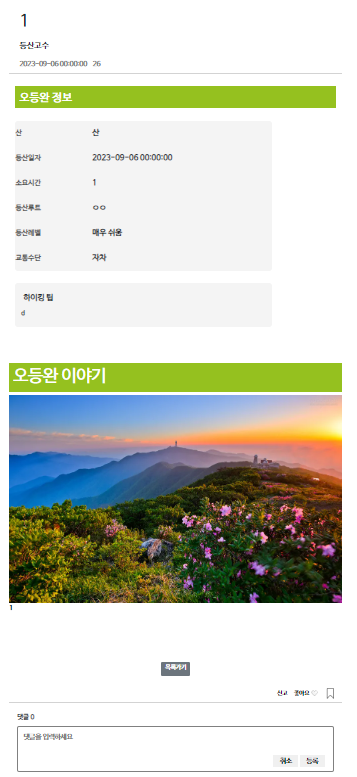 1
등산고수
2023-09-06 00:00:00 26
오등완 정보
산 산
등산일자 2023-09-06 00:00:00
소요시간 1
등산루트 ㅇㅇ
등산레벨 매우 쉬움
교통수단 자차
하이킹 팁
d
오등완 이야기
1
목록가기
신고 좋아요 ♡
댓글 0
댓글을 입력하세요
취소 등록